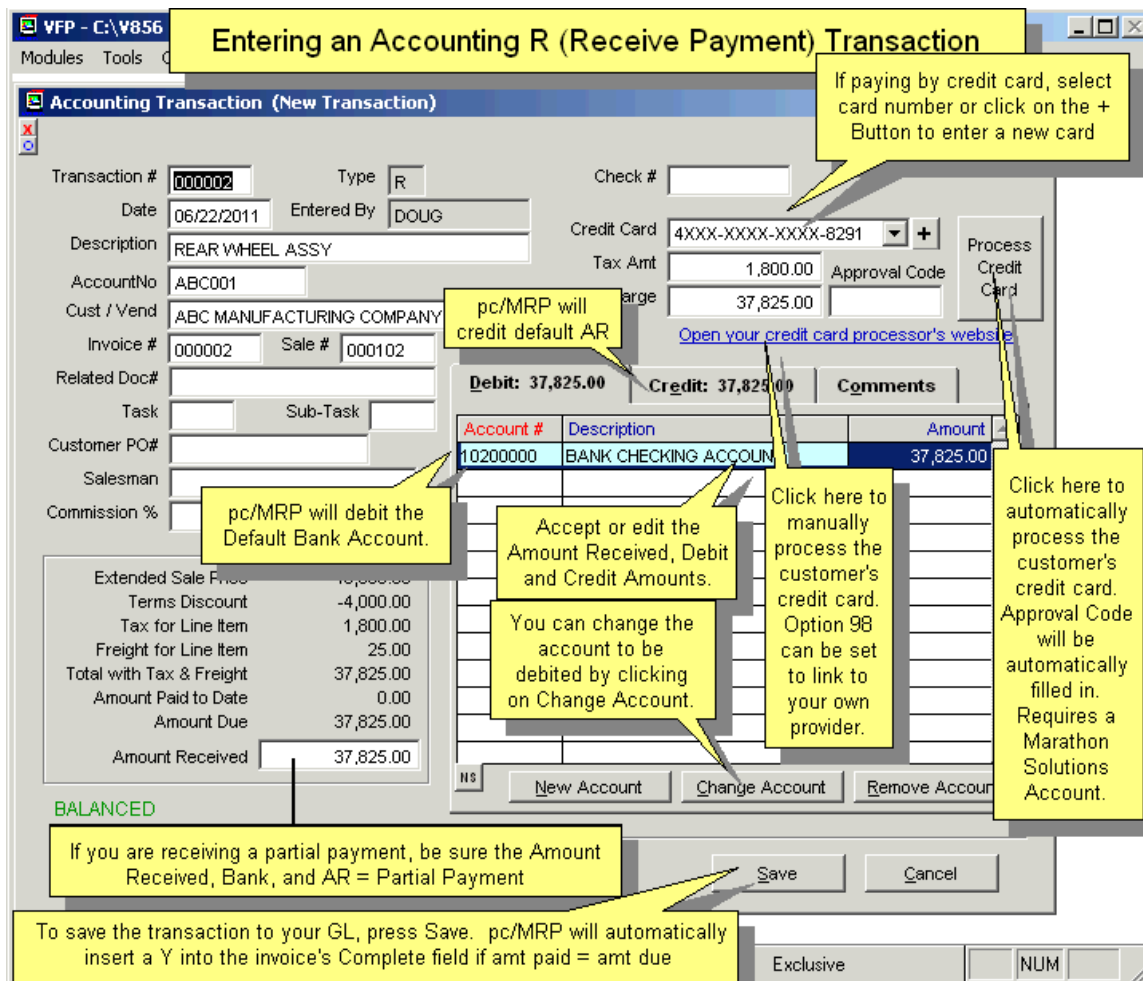 VFP - C:\V856
Entering an Accounting R (Receive Payment) Transaction
Modules Tools
Accounting Transaction (New Transaction)
If paying by credit card, select
card number or click on the +
Button to enter a new card
Transaction # 000002 Type R Check #
Date 06/22/2011 Entered By DOUG
Credit Card 4XXX-XXXX-XXXX-8291 +
Process
Credit
Card
Description REAR WHEEL ASSY
Tax Amt 1,800.00 Approval Code
AccountNo ABC001
37,825.00
Cust / Vend ABC MANUFACTURING COMPANY
pc/MRP will
credit default AR
Open your credit card processor's website
Invoice # 000002 Sale # 000102
Related Doc#
Debit: 37,825.00 Credit: 37,825.00 Comments
Task Sub-Task
Account # Description Amount
Customer PO#
10200000 BANK CHECKING ACCOUN 37,825.00
Salesman
Commission %
pc/MRP will debit the
Default Bank Account.
Accept or edit the
Amount Received, Debit
and Credit Amounts.
Click here to
manually
process the
customer's
credit card.
Option 98
can be set
to link to
your own
provider.
Click here to
automatically
process the
customer's
credit card.
Approval Code
will be
automatically
filled in.
Requires a
Marathon
Solutions
Account.
You can change the
account to be
debited by clicking
on Change Account.
Extended Sale
Terms Discount -4,000.00
Tax for Line Item 1,800.00
Freight for Line Item 25.00
Total with Tax & Freight 37,825.00
Amount Paid to Date 0.00
Amount Due 37,825.00
Amount Received 37,825.00
NS New Account Change Account Remove Accoun
BALANCED
If you are receiving a partial payment, be sure the Amount
Received, Bank, and AR = Partial Payment
Save Cancel
To save the transaction to your GL, press Save. pc/MRP will automatically
insert a Y into the invoice's Complete field if amt paid = amt due
Exclusive NUM